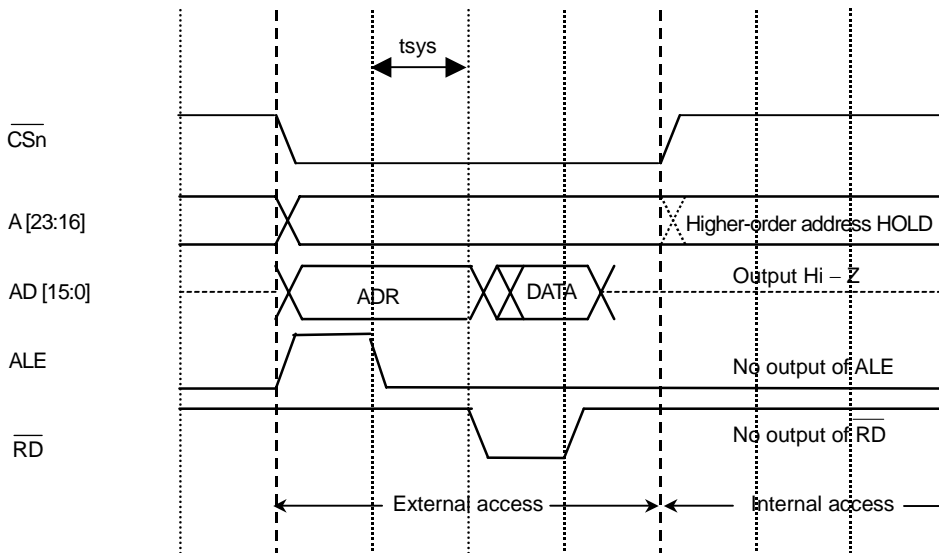 tsys
CSn
A [23:16]
Higher-order address HOLD
AD [15:0]
ADR
DATA
Output Hi – Z
ALE
No output of ALE
RD
No output of RD
External access
Internal access